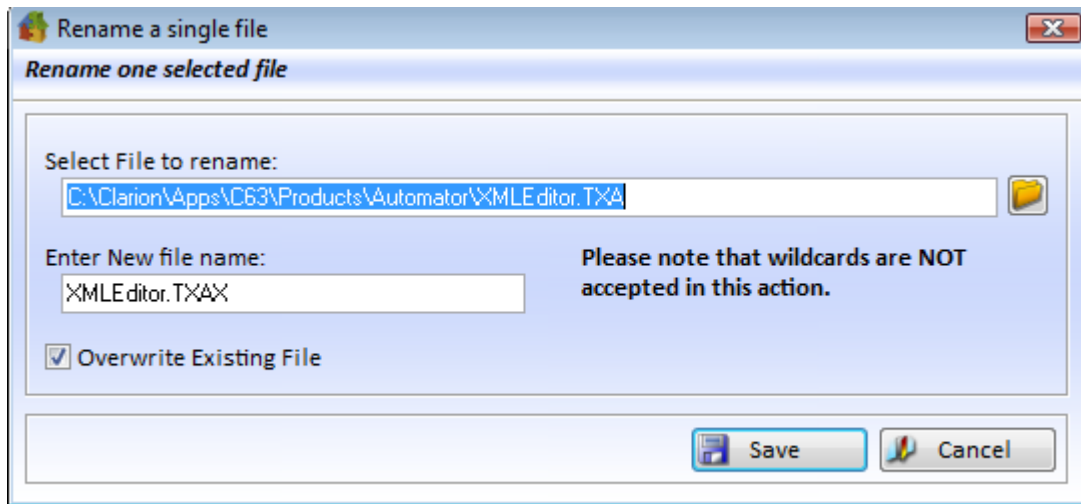 Rename a single file
Rename one selected file
Select File to rename:
C:\Clarion\Apps\C63\Products\Automator\XMLEditor.TXA
Enter New file name:
XMLEditor.TXAX
Please note that wildcards are NOT
accepted in this action.
Overwrite Existing File
Save
Cancel